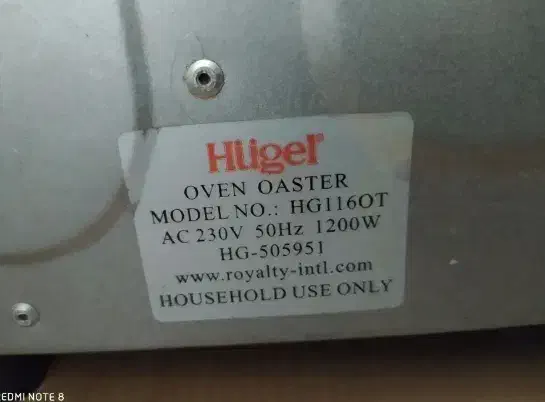 Hügel
OVEN OASTER
MODEL NO.: HG116OT
AC 230V 50Hz 1200W
HG-505951
www.royalty-intl.com
HOUSEHOLD USE ONLY
EDMI NOTE 8